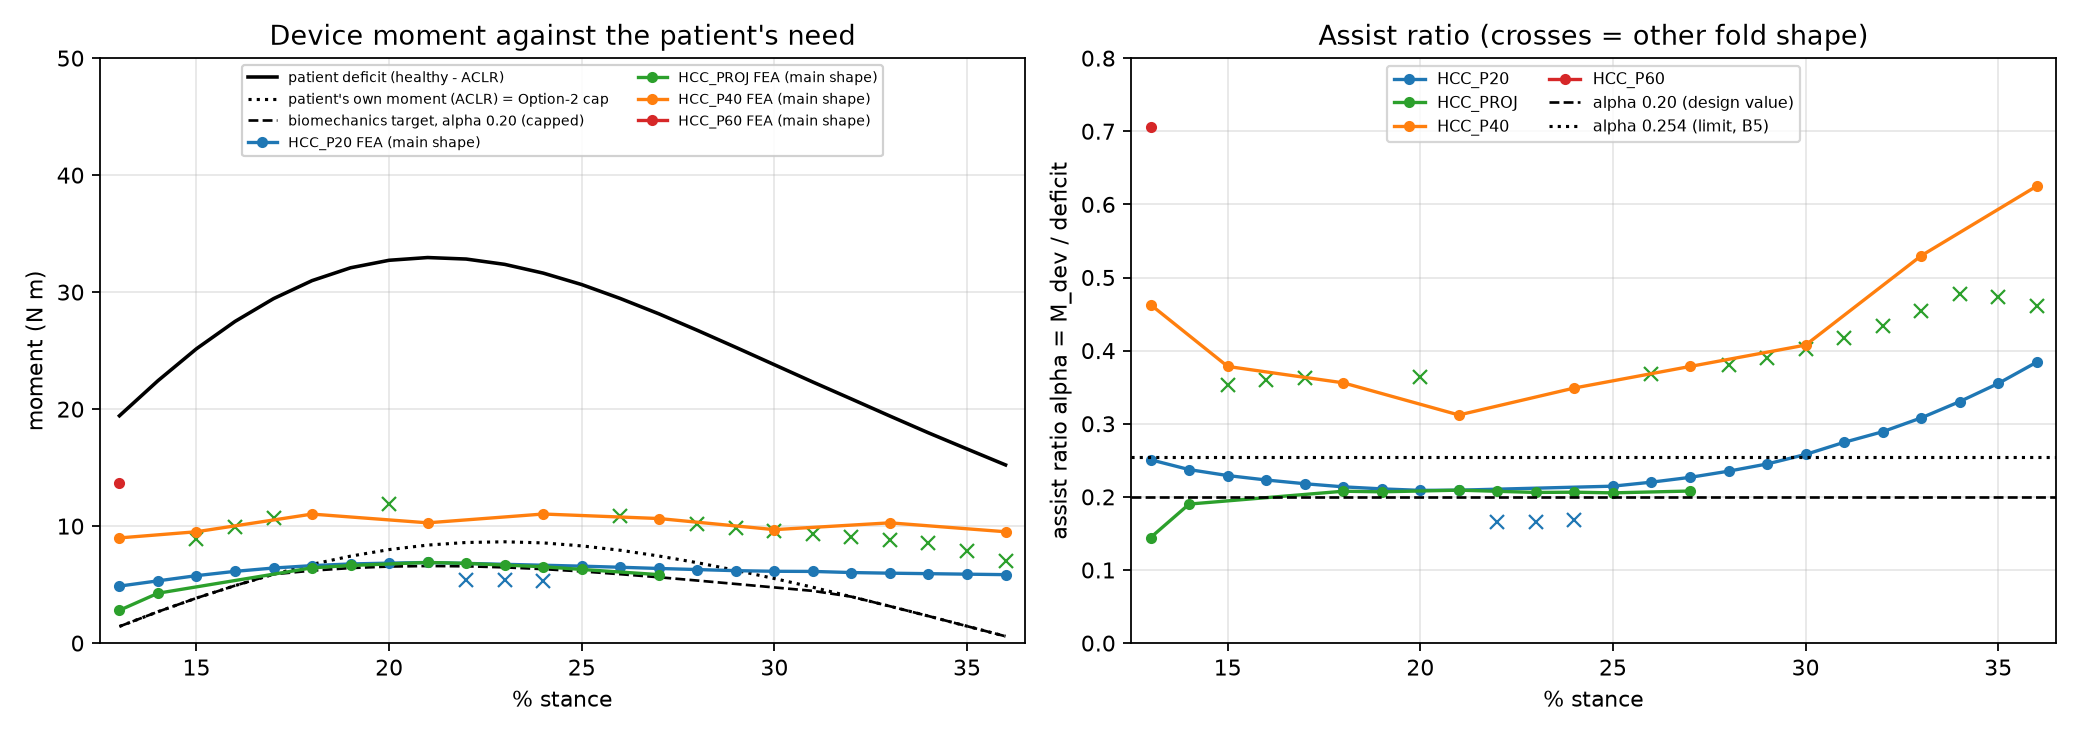 Device moment against the patient's need
50
40
30
20
10
0
moment (N m)
patient deficit (healthy - ACLR)
patient's own moment (ACLR) = Option-2 cap
biomechanics target, alpha 0.20 (capped)
HCC_P20 FEA (main shape)
HCC_PROJ FEA (main shape)
HCC_P40 FEA (main shape)
HCC_P60 FEA (main shape)
15
20
25
30
35
% stance
Assist ratio (crosses = other fold shape)
0.8
0.7
0.6
0.5
0.4
0.3
0.2
0.1
0.0
assist ratio alpha = M_dev / deficit
HCC_P20
HCC_PROJ
HCC_P40
HCC_P60
alpha 0.20 (design value)
alpha 0.254 (limit, B5)
15
20
25
30
35
% stance